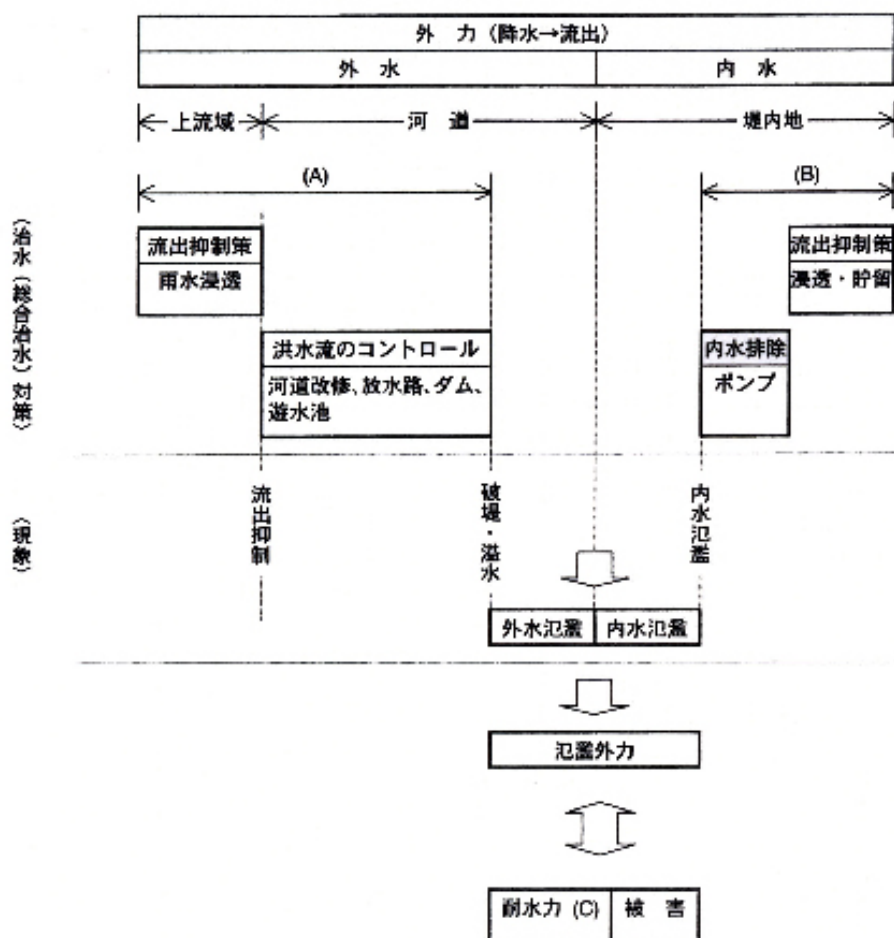 外 力（降水→流出）
外 水
内 水
上流域
河 道
堤内地
(A)
(B)
〈治水（総合治水）対策〉
流出抑制策
雨水浸透
流出抑制策
浸透・貯留
洪水流のコントロール
河道改修、放水路、ダム、
遊水池
内水排除
ポンプ
〈現象〉
流出抑制
破堤・溢水
内水氾濫
外水氾濫
内水氾濫
氾濫外力
耐水力 (C)
被 害